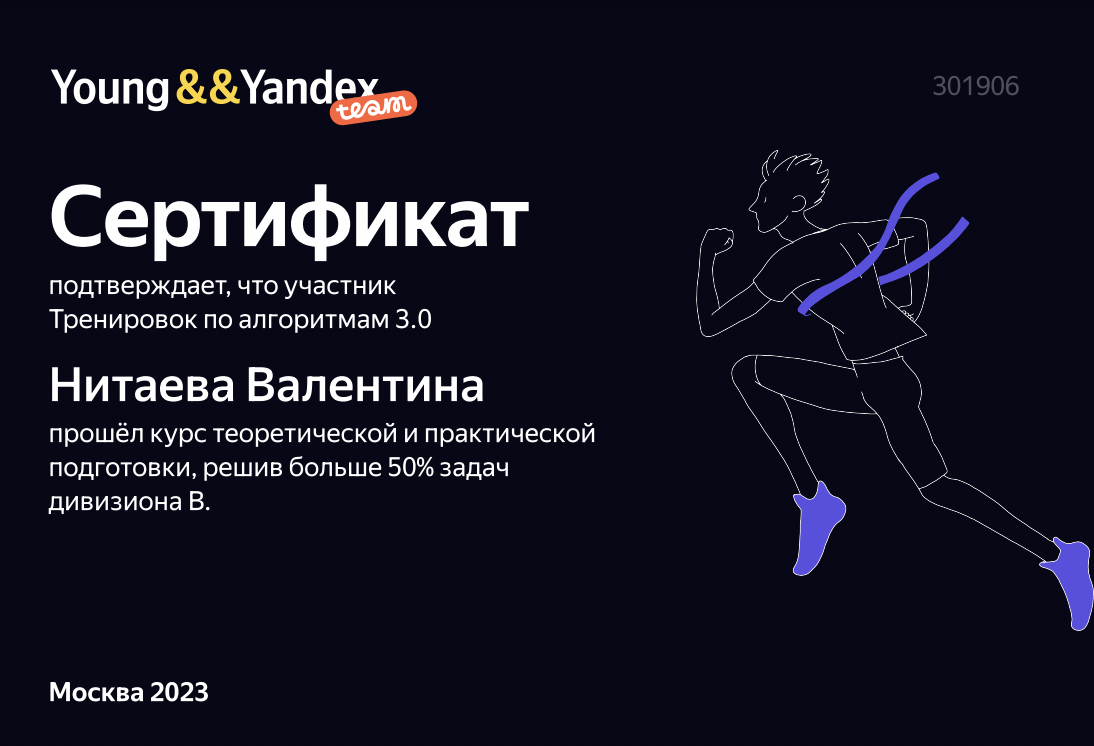 Young&&Yandex
team
301906
Сертификат
подтверждает, что участник
Тренировок по алгоритмам 3.0
Нитаева Валентина
прошёл курс теоретической и практической
подготовки, решив больше 50% задач
дивизиона B.
Москва 2023